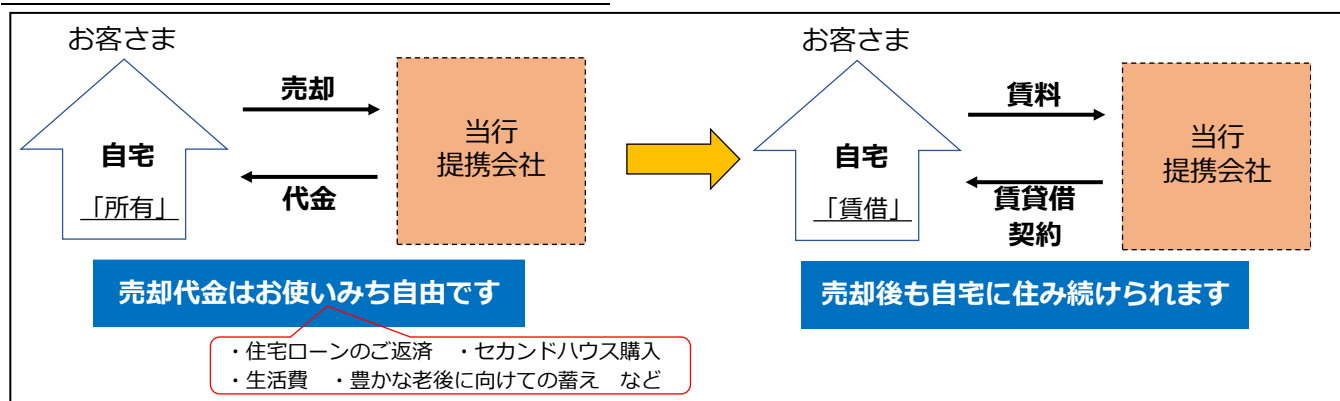 お客さま
売却
自宅
「所有」
代金
当行
提携会社
売却代金はお使いみち自由です
・住宅ローンのご返済　・セカンドハウス購入
・生活費　・豊かな老後に向けての蓄え　など
お客さま
賃料
自宅
「賃借」
賃貸借
契約
当行
提携会社
売却後も自宅に住み続けられます